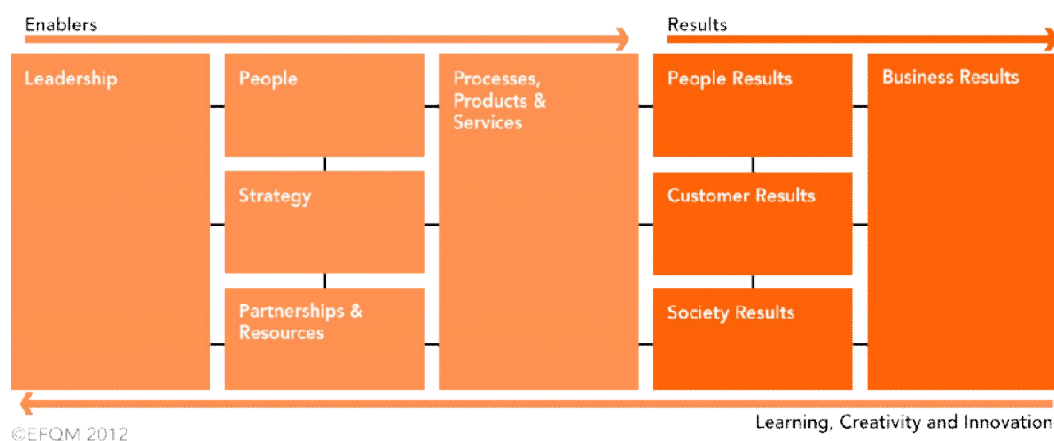 Enablers
Results
Leadership
People
Processes,
Products &
Services
People Results
Business Results
Strategy
Customer Results
Partnerships &
Resources
Society Results
Learning, Creativity and Innovation
©EFQM 2012